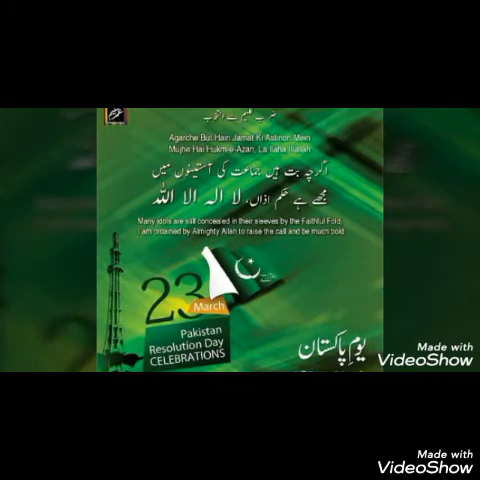 ضرب کلیم سے انتخاب
Agarche But Hain Jamat Ki Astinon Mein
Mujhe Hai Hukm-e-Azan, La Ilaha Illallah
اگرچہ بت ہیں جماعت کی آستینوں میں
مجھے ہے حکم اذاں، لا الہ الا اللہ
Many idols are still concealed in their sleeves by the Faithful Fold,
I am ordained by Almighty Allah to raise the call and be much bold
23
March
Pakistan
Resolution Day
CELEBRATIONS
یومِ پاکستان
Made with
VideoShow
Made with
VideoShow